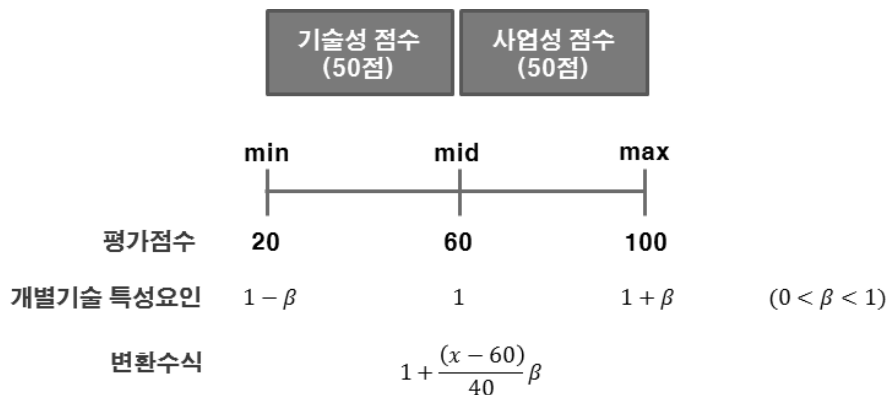 기술성 점수 사업성 점수
(50점) (50점)
min mid max
평가점수 20 60 100
개별기술 특성요인 1 − β 1 1 + β (0 < β < 1)
변환수식 1 + (x − 60)/40 β